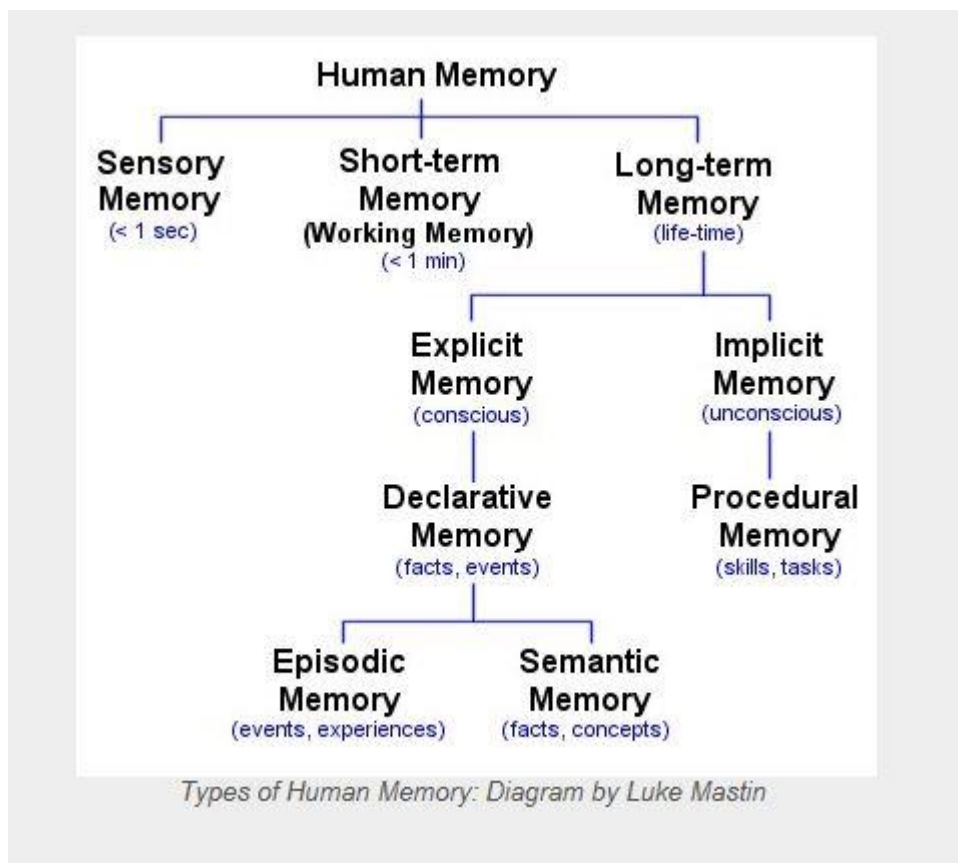 Human Memory
Sensory
Memory
(< 1 sec)
Short-term
Memory
(Working Memory)
(< 1 min)
Long-term
Memory
(life-time)
Explicit
Memory
(conscious)
Implicit
Memory
(unconscious)
Declarative
Memory
(facts, events)
Procedural
Memory
(skills, tasks)
Episodic
Memory
(events, experiences)
Semantic
Memory
(facts, concepts)
Types of Human Memory: Diagram by Luke Mastin